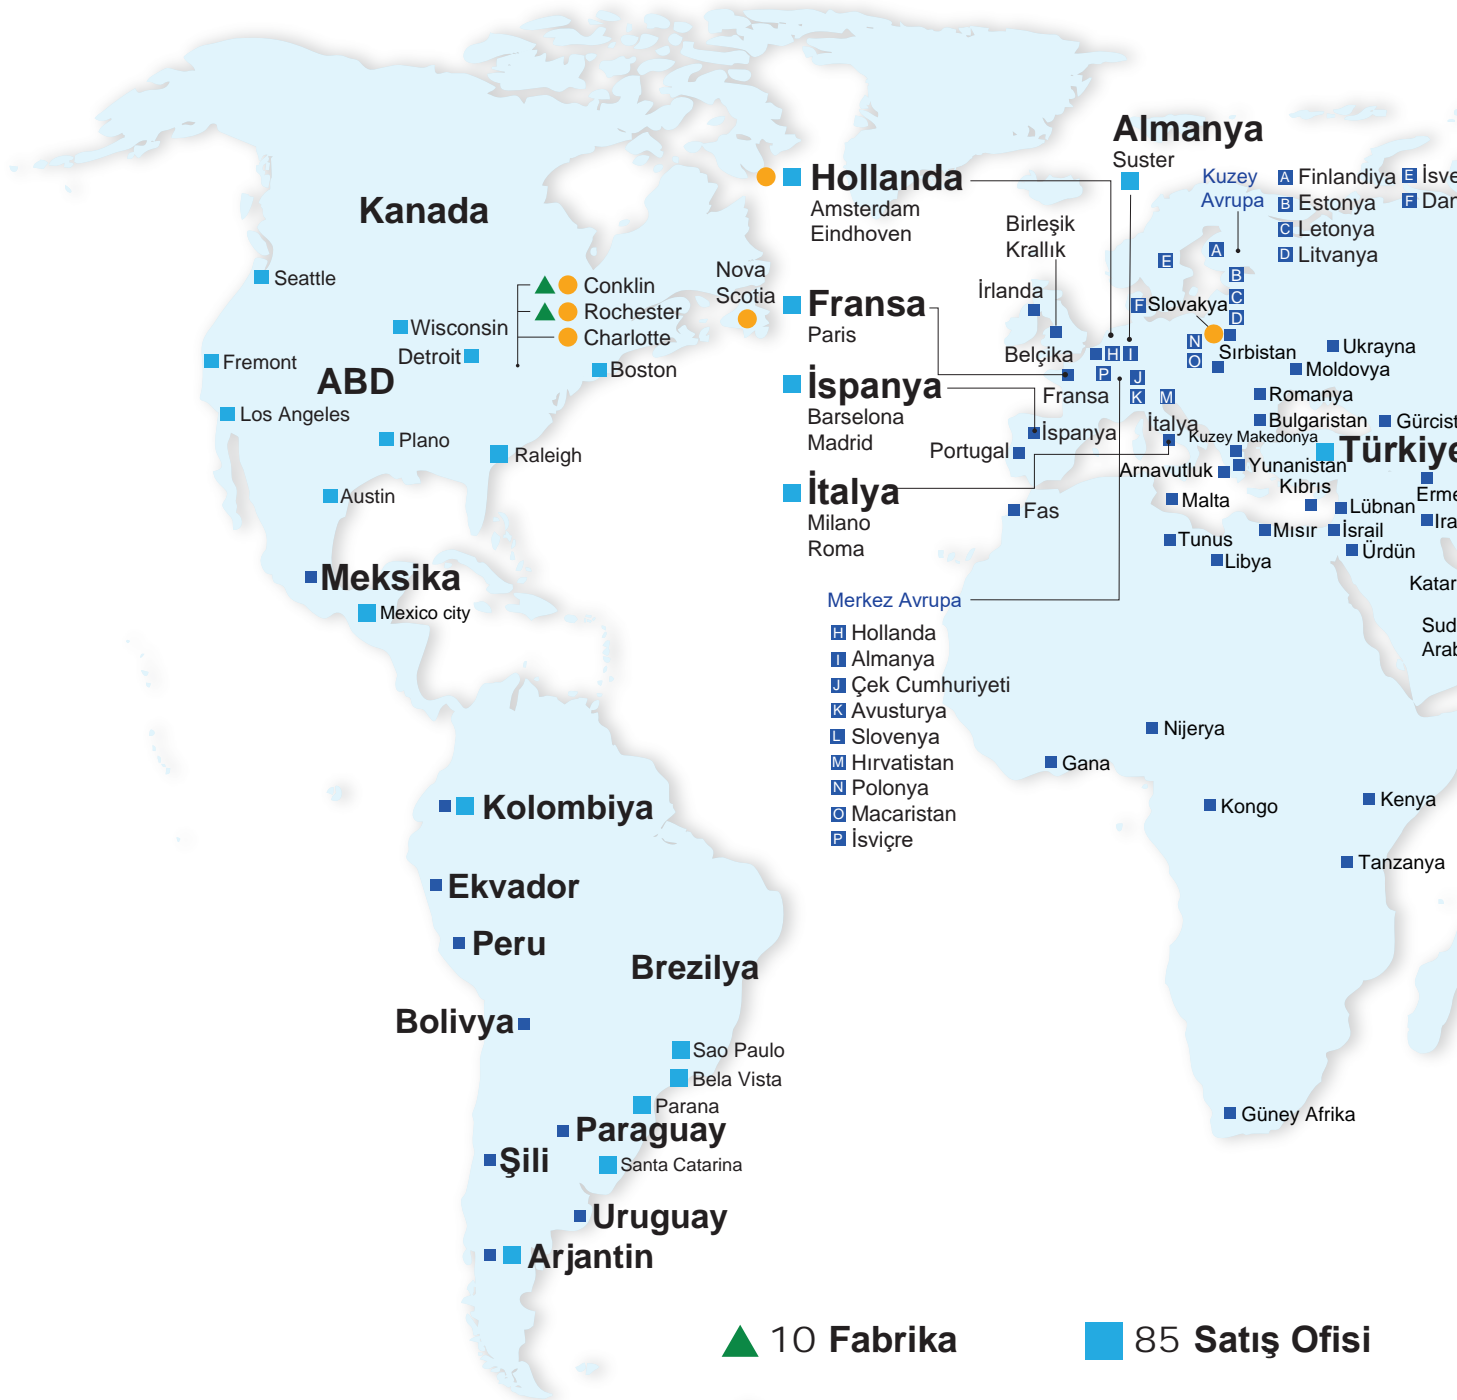 Almanya
Suster
Hollanda
Amsterdam
Eindhoven
Kuzey
Avrupa
A Finlandiya
B Estonya
C Letonya
D Litvanya
E İsve
F Dan
Kanada
Birleşik
Krallık
İrlanda
Seattle
Conklin
Rochester
Charlotte
Nova
Scotia
Fransa
Paris
Wisconsin
Detroit
Fremont
ABD
Boston
Los Angeles
Plano
Raleigh
Austin
İspanya
Barselona
Madrid
İtalya
Milano
Roma
A
E
B
C
F
D
Slovakya
N
O
H
I
P
J
K
M
Belçika
Fransa
Sırbistan
Ukrayna
Moldovya
Romanya
Bulgaristan
Gürcist
İtalya
İspanya
Portugal
Kuzey Makedonya
Türkiye
Arnavutluk
Yunanistan
Kıbrıs
Erme
Malta
Lübnan
Fas
Tunus
Mısır
İsrail
Ira
Libya
Ürdün
Katar
Sud
Arab
Meksika
Mexico city
Merkez Avrupa
H Hollanda
I Almanya
J Çek Cumhuriyeti
K Avusturya
L Slovenya
M Hırvatistan
N Polonya
O Macaristan
P İsviçre
Nijerya
Gana
Kongo
Kenya
Tanzanya
Güney Afrika
Kolombiya
Ekvador
Peru
Brezilya
Bolivya
Sao Paulo
Bela Vista
Parana
Paraguay
Şili
Santa Catarina
Uruguay
Arjantin
10 Fabrika
85 Satış Ofisi